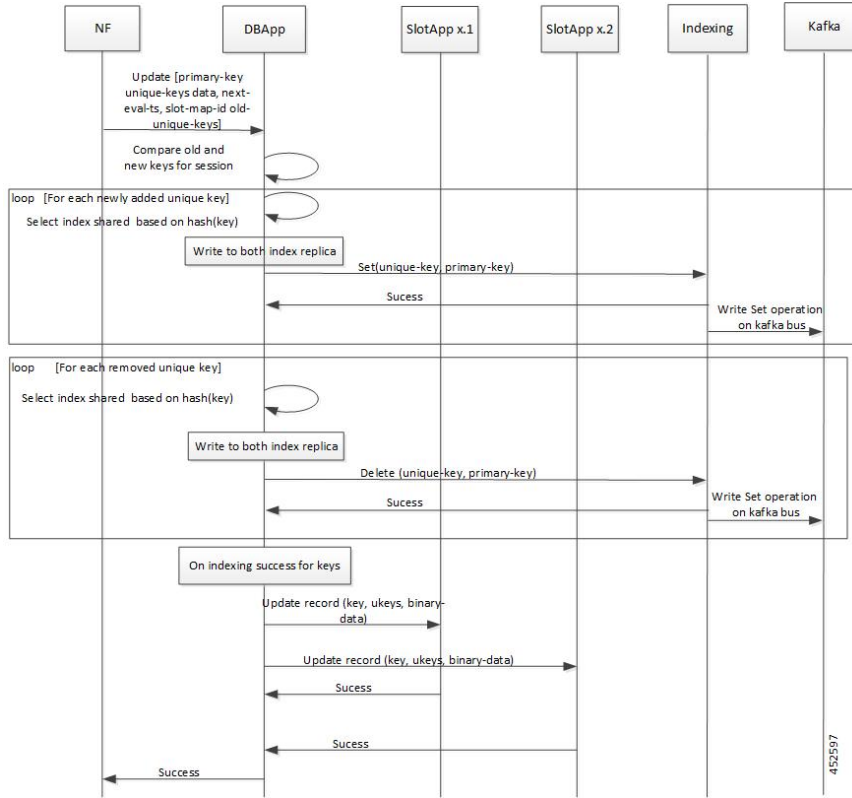 NF
DBApp
SlotApp x.1
SlotApp x.2
Indexing
Kafka
Update [primary-key
unique-keys data, next-
eval-ts, slot-map-id old-
unique-keys]
Compare old and
new keys for session
loop [For each newly added unique key]
Select index shared based on hash(key)
Write to both index replica
Set(unique-key, primary-key)
Sucess
Write Set operation
on kafka bus
loop [For each removed unique key]
Select index shared based on hash(key)
Write to both index replica
Delete (unique-key, primary-key)
Sucess
Write Set operation
on kafka bus
On indexing success for keys
Update record (key, ukeys, binary-
data)
Update record (key, ukeys, binary-data)
Sucess
Sucess
Success
452597